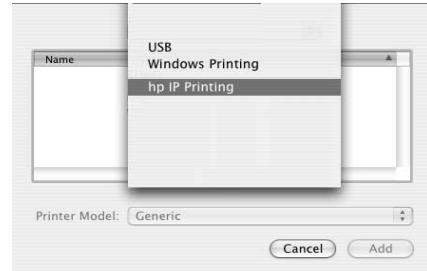 USB
Windows Printing
Name
hp IP Printing
Printer Model: Generic
Cancel Add